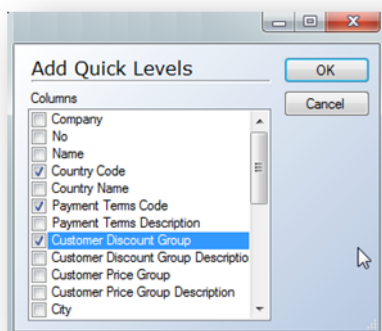 Add Quick Levels
OK
Columns
Cancel
Company
No
Name
Country Code
Country Name
Payment Terms Code
Payment Terms Description
Customer Discount Group
Customer Discount Group Descriptio
Customer Price Group
Customer Price Group Description
City